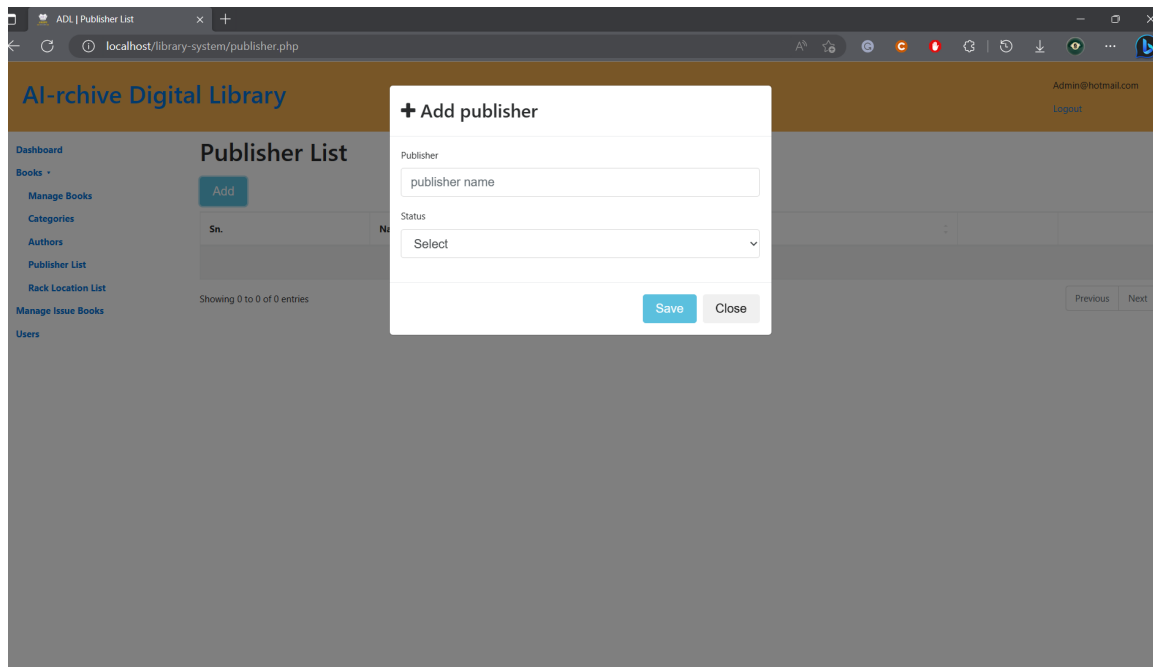 ADL | Publisher List
localhost/library-system/publisher.php
AI-rchive Digital Library
Admin@hotmail.com
Logout
Dashboard
Books
Manage Books
Categories
Authors
Publisher List
Rack Location List
Manage Issue Books
Users
Publisher List
Add
Sn.
Showing 0 to 0 of 0 entries
Previous Next
Add publisher
Publisher
publisher name
Status
Select
Save Close